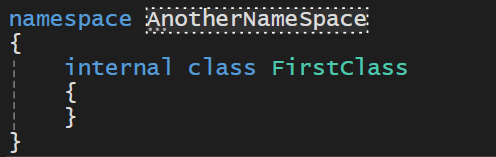 namespace AnotherNameSpace
{
    internal class FirstClass
    {
    }
}